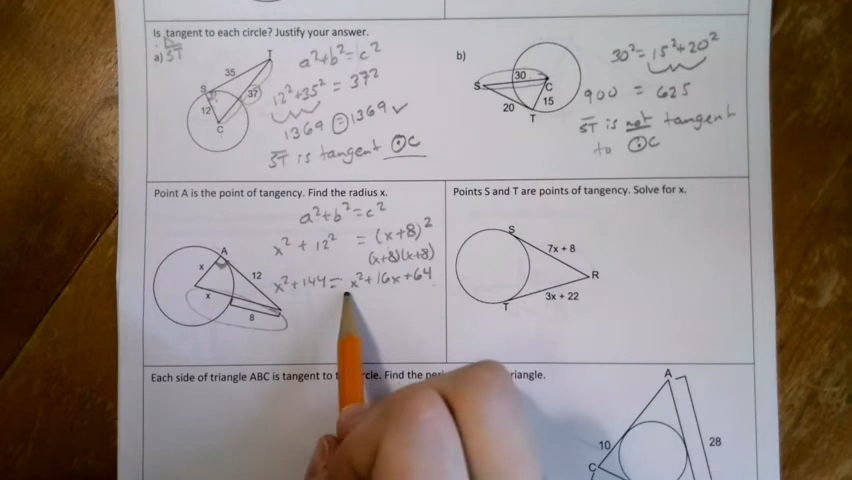 Is tangent to each circle? Justify your answer.
ST
a)
T
35
S
37
12
C
a²+b²=c²
12²+35² = 37²
1369 = 1369 ✓
ST is tangent ⊙C
b)
30
S
C
20
15
T
30²=15²+20²
900 = 625
ST is not tangent
to ⊙C
Point A is the point of tangency. Find the radius x.
A
x
12
x
8
a²+b²=c²
x²+12² = (x+8)²
(x+8)(x+8)
x²+144= x²+16x+64
Points S and T are points of tangency. Solve for x.
S
7x + 8
R
3x + 22
T
Each side of triangle ABC is tangent to t cle. Find the pe riangle.
A
10
28
C